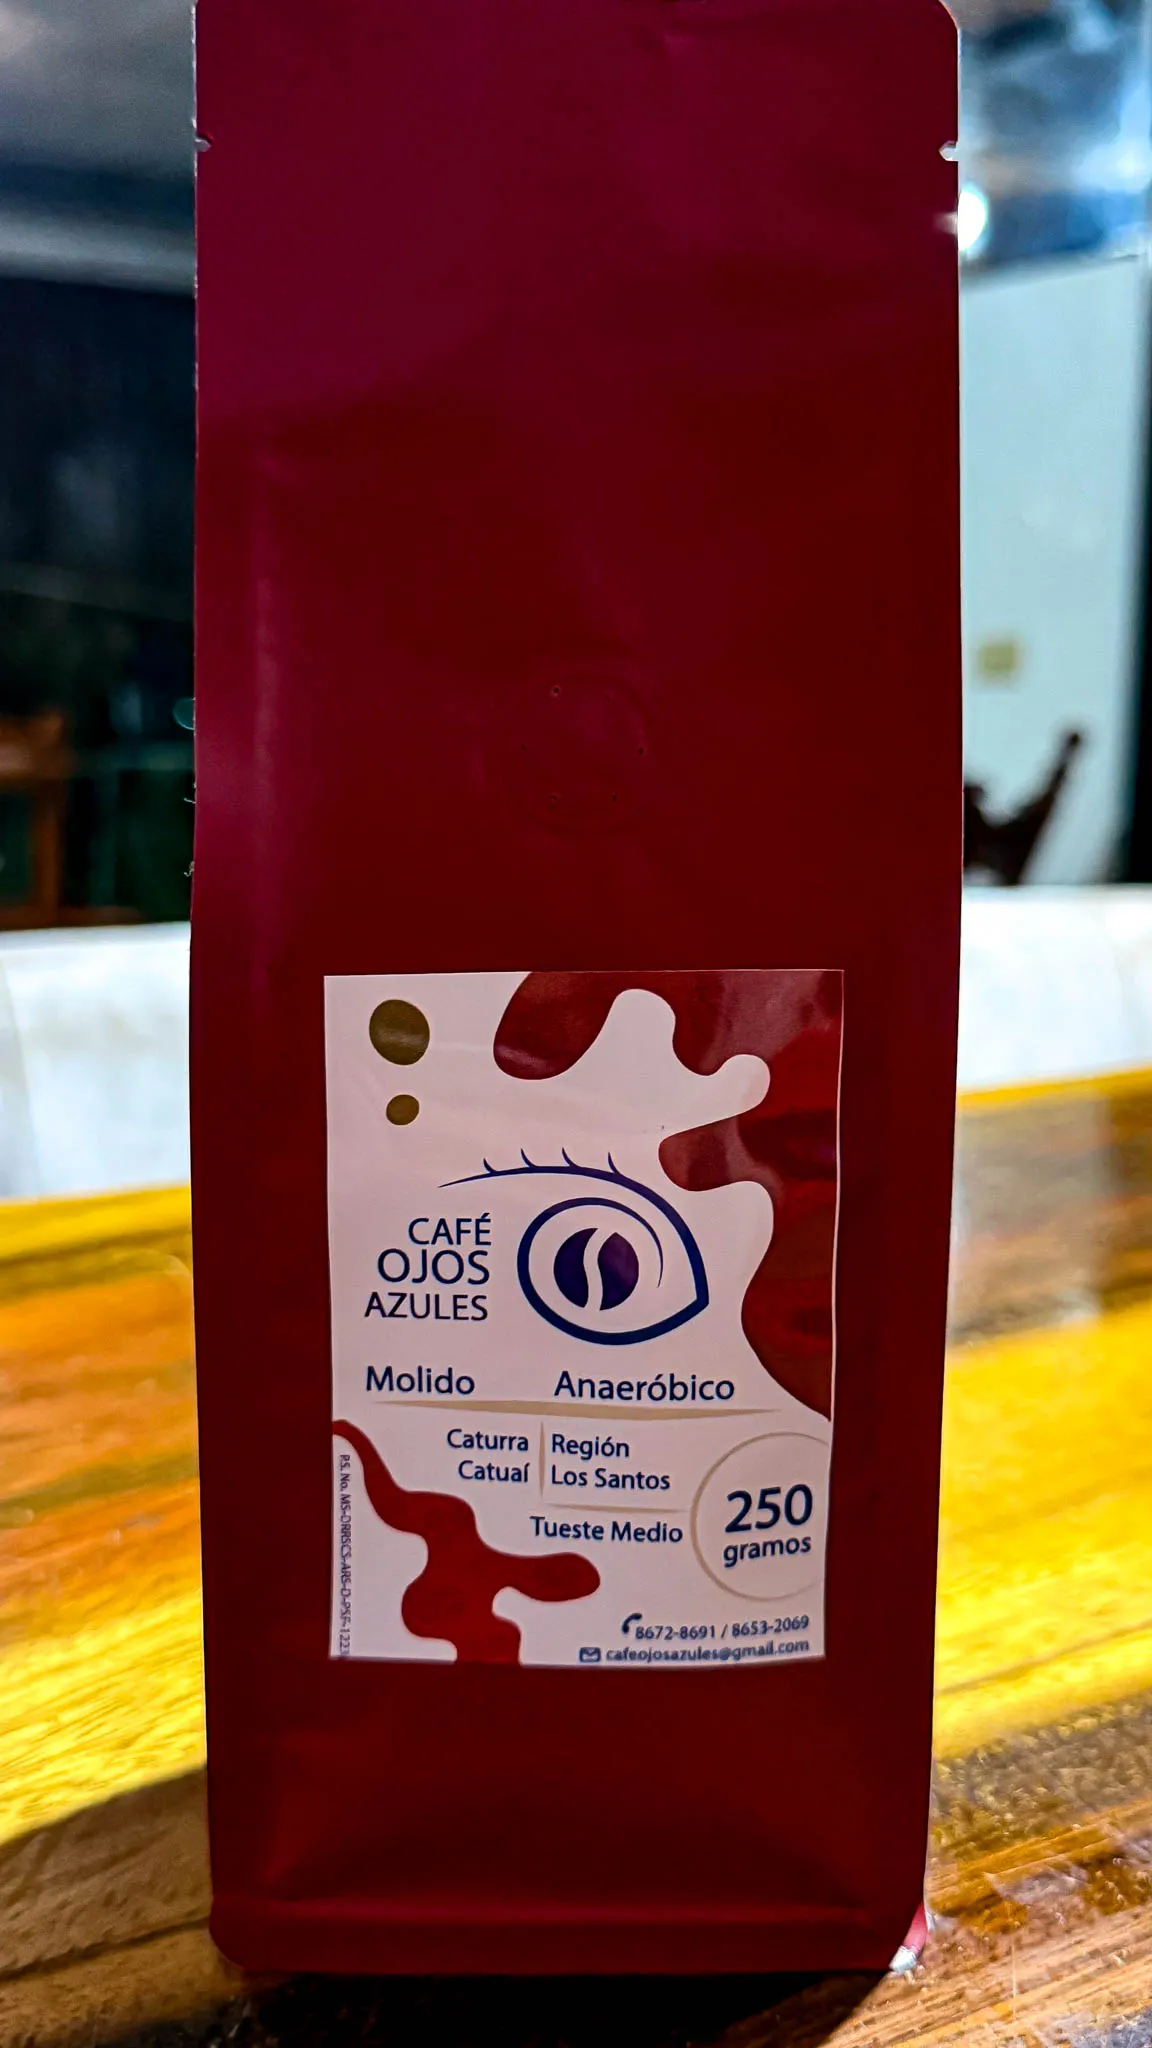 CAFÉ
OJOS
AZULES
Molido Anaeróbico
Caturra
Catuaí
Región
Los Santos
Tueste Medio
250
gramos
8672-8691 / 8653-2069
cafeojosazules@gmail.com
P.S. No.